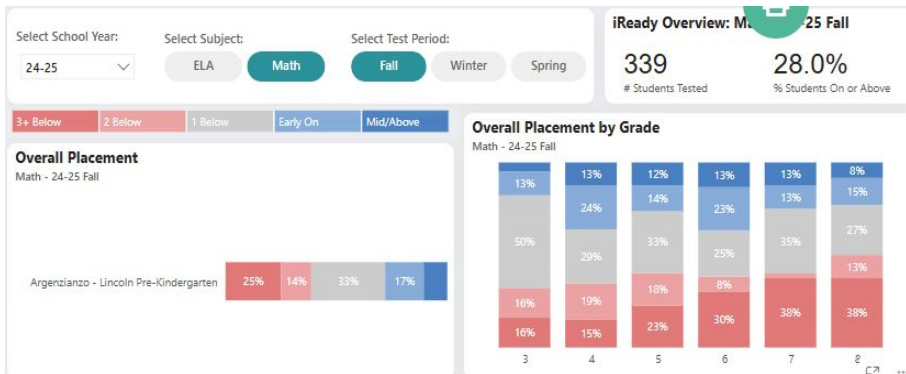 Select School Year:
Select Subject:
Select Test Period:
24-25
ELA
Math
Fall
Winter
Spring
iReady Overview: 25 Fall
339
28.0%
# Students Tested
% Students On or Above
3+ Below
2 Below
1 Below
Early On
Mid/Above
Overall Placement
Math - 24-25 Fall
Argenzianzo - Lincoln Pre-Kindergarten
25%
14%
33%
17%
Overall Placement by Grade
Math - 24-25 Fall
13%
50%
16%
16%
13%
24%
29%
19%
15%
12%
14%
33%
18%
23%
13%
23%
25%
8%
30%
13%
13%
35%
38%
8%
15%
27%
13%
38%
3
4
5
6
7